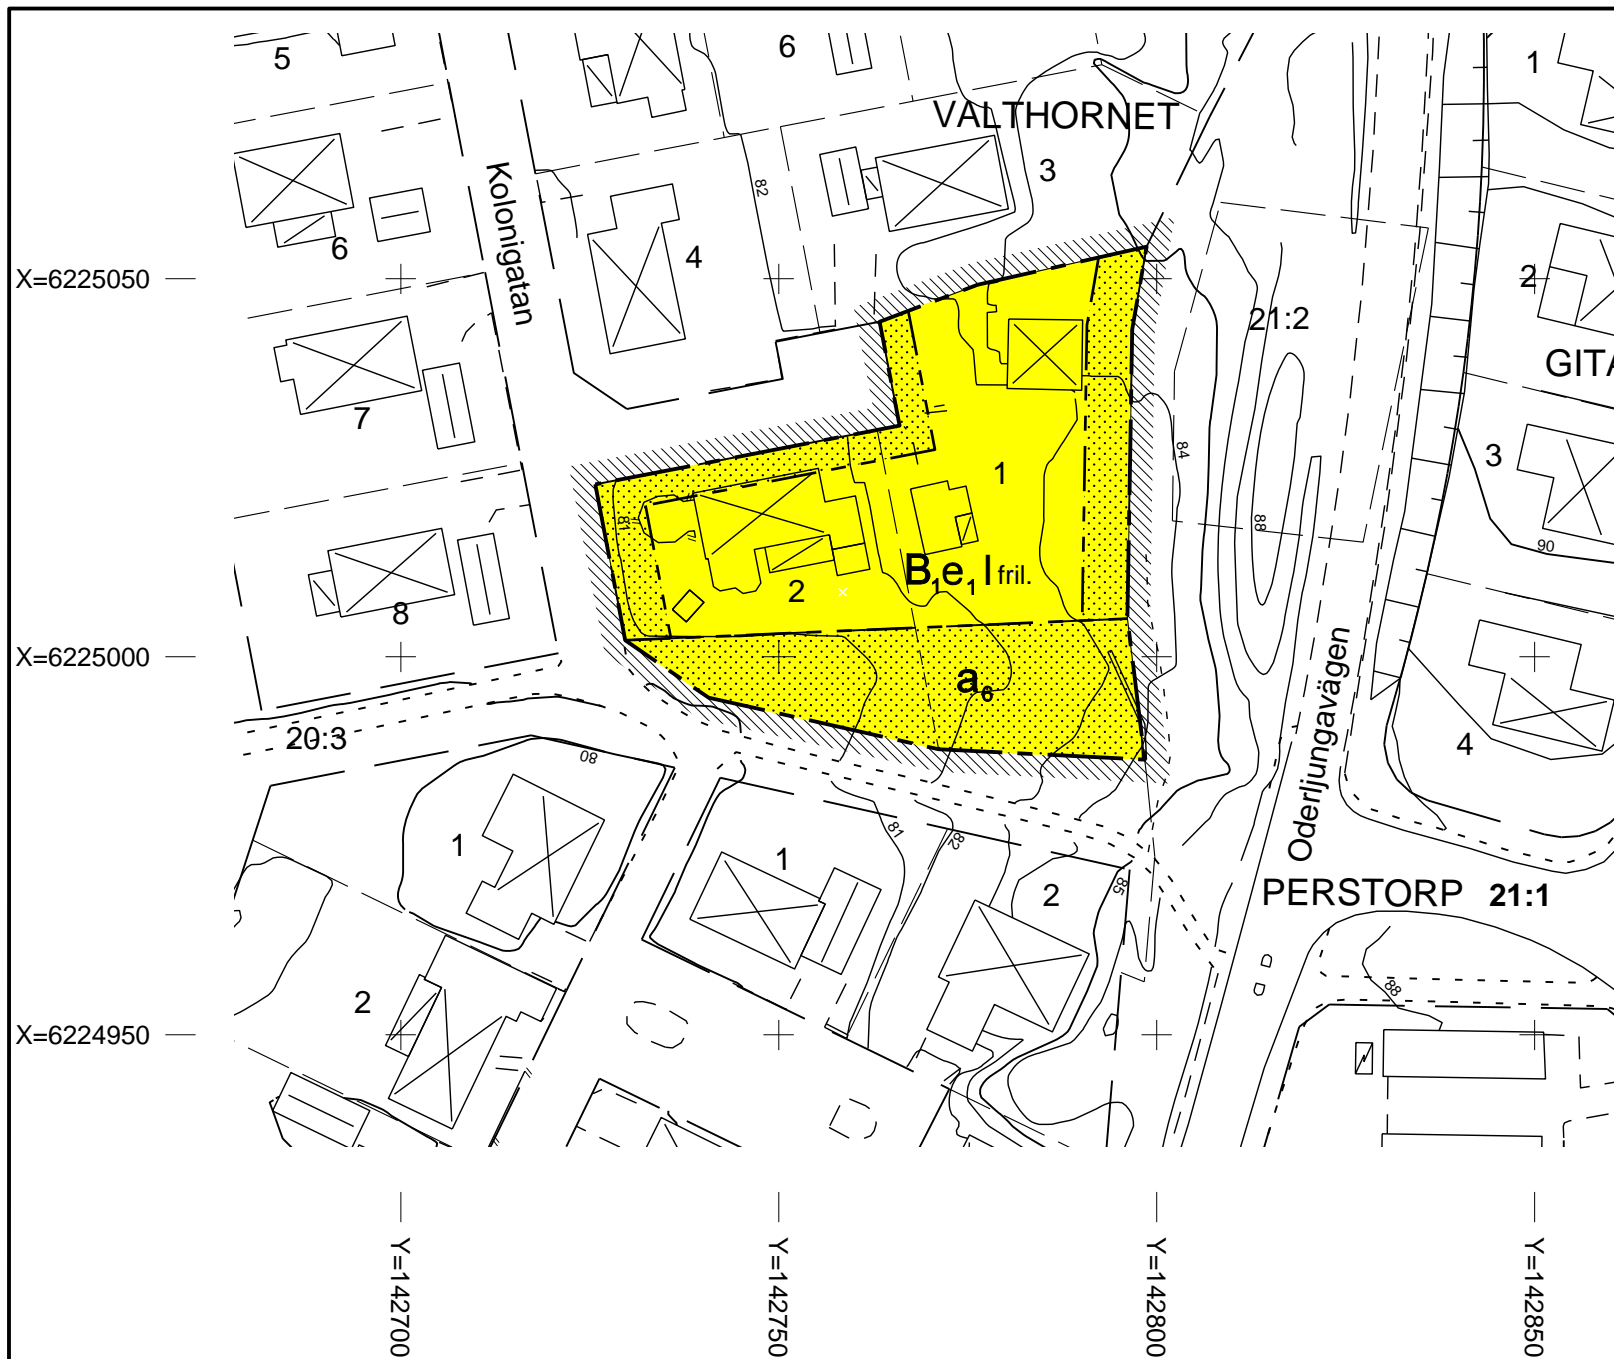 5
6
1
VALTHORNET
3
82
Kolonigatan
6
4
X=6225050
2
21:2
GITA
7
84
1
3
81
88
90
B₁e₁ I fril.
2
8
X=6225000
a₆
Oderljungavägen
20:3
4
80
81
82
1
1
85
2
PERSTORP 21:1
88
2
X=6224950
Y=142700
Y=142750
Y=142800
Y=142850